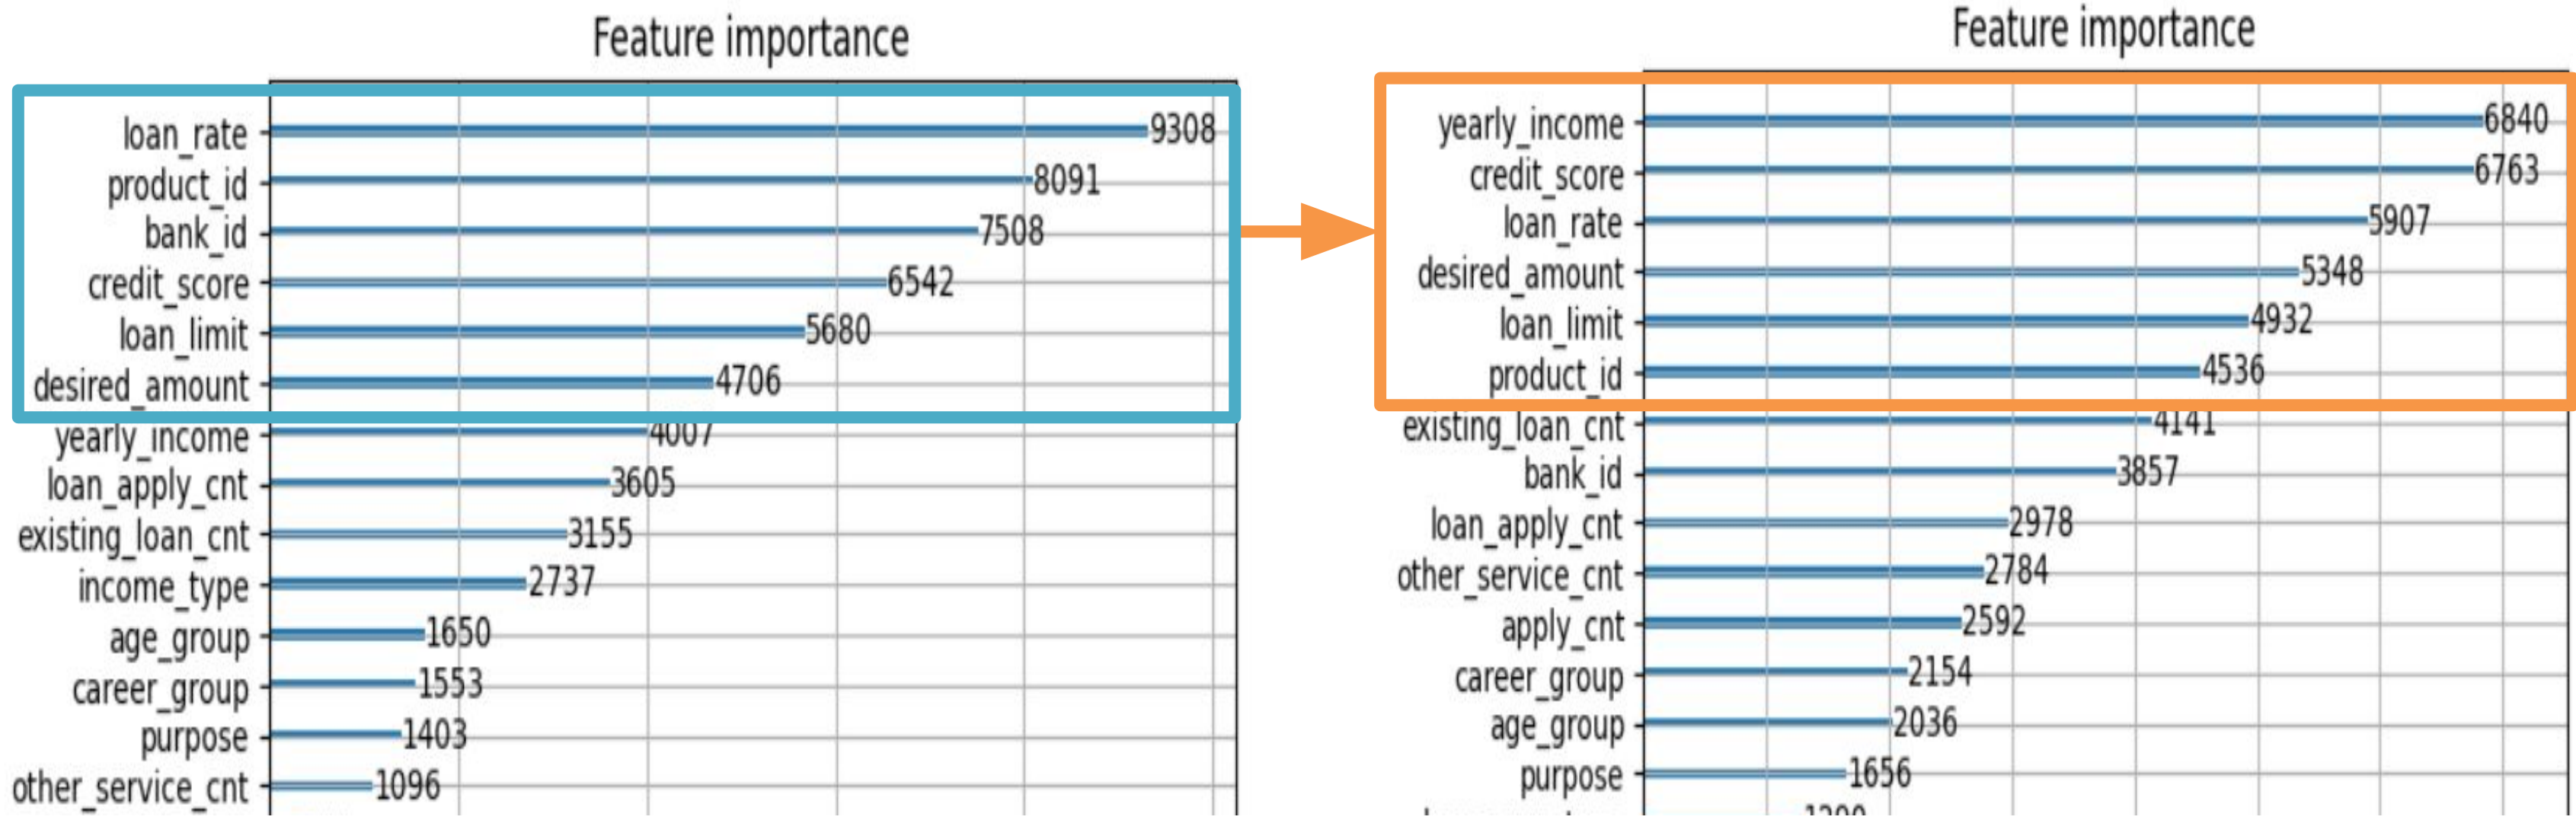 Feature importance
loan_rate 9308
product_id 8091
bank_id 7508
credit_score 6542
loan_limit 5680
desired_amount 4706
yearly_income 4007
loan_apply_cnt 3605
existing_loan_cnt 3155
income_type 2737
age_group 1650
career_group 1553
purpose 1403
other_service_cnt 1096
Feature importance
yearly_income 6840
credit_score 6763
loan_rate 5907
desired_amount 5348
loan_limit 4932
product_id 4536
existing_loan_cnt 4141
bank_id 3857
loan_apply_cnt 2978
other_service_cnt 2784
apply_cnt 2592
career_group 2154
age_group 2036
purpose 1656